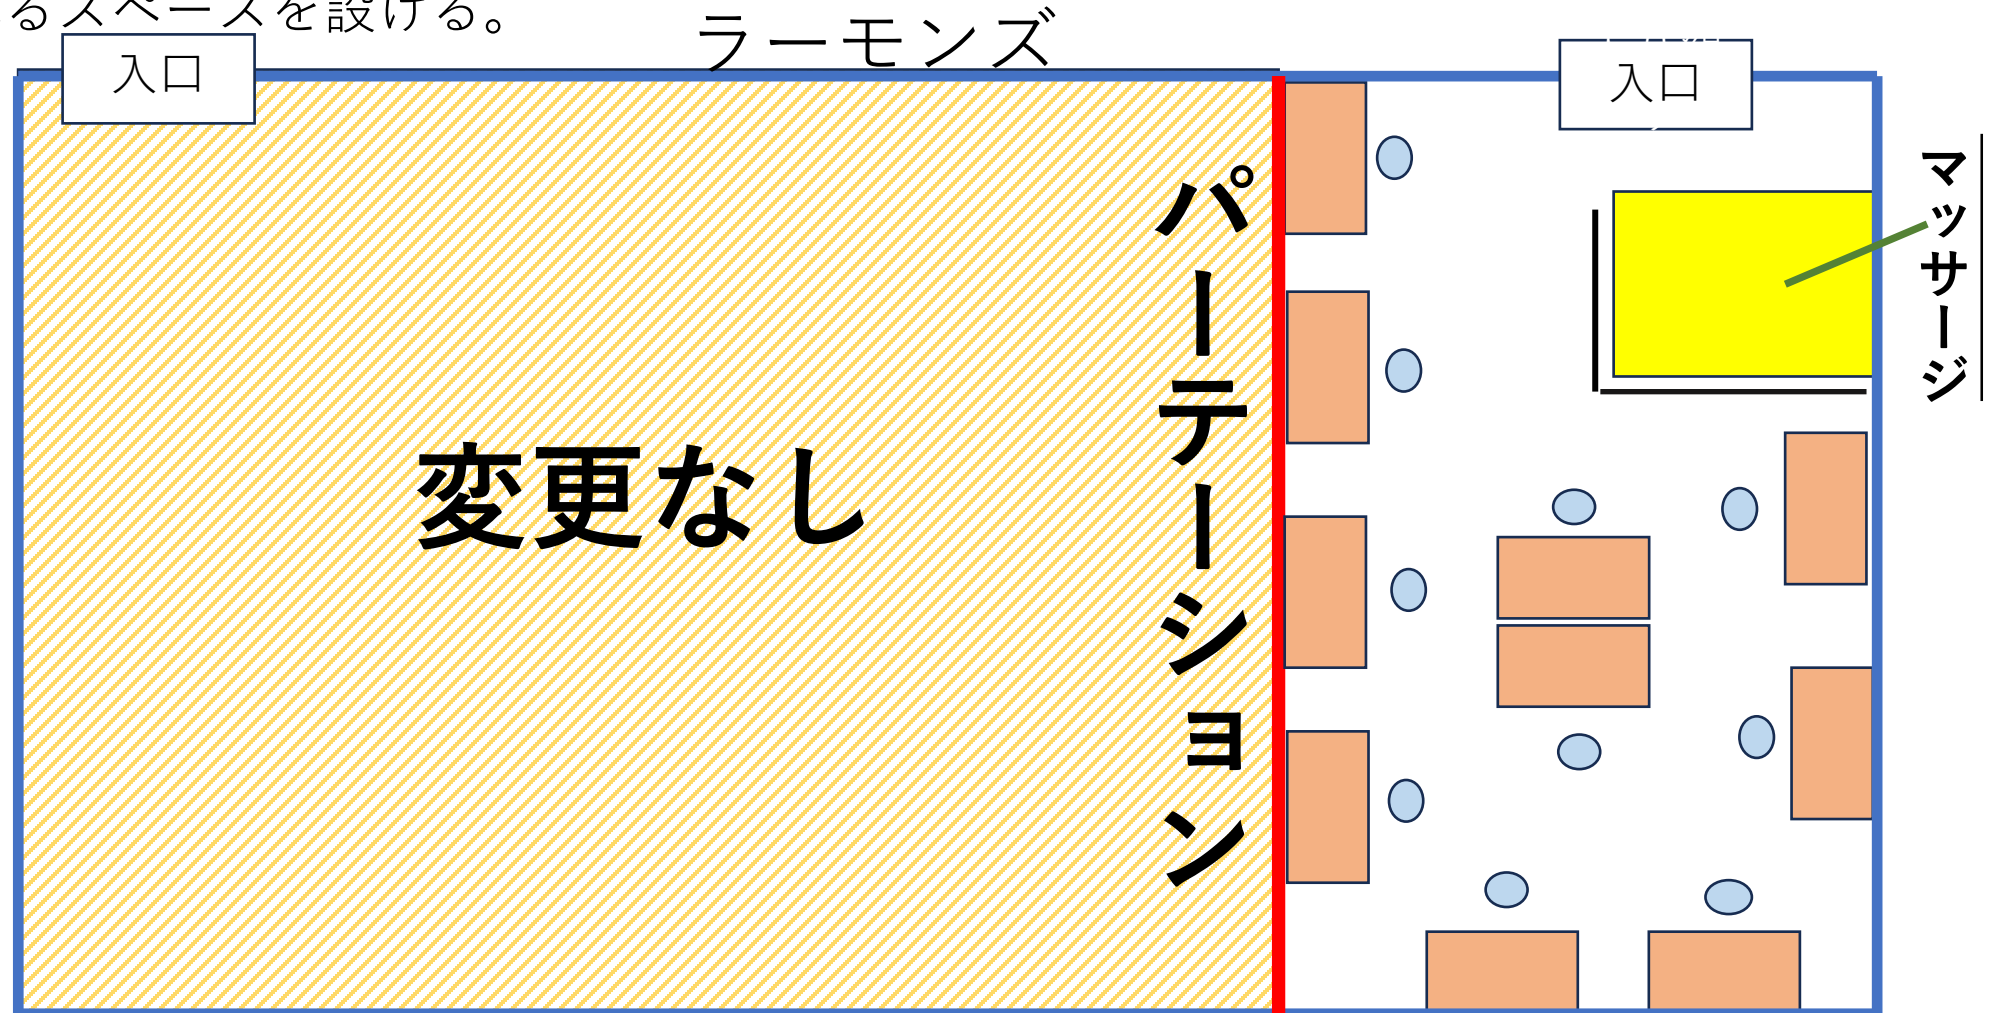 るスペースを設ける。
ラーモンズ
入口
入口
パーテーション
マッサージ
変更なし